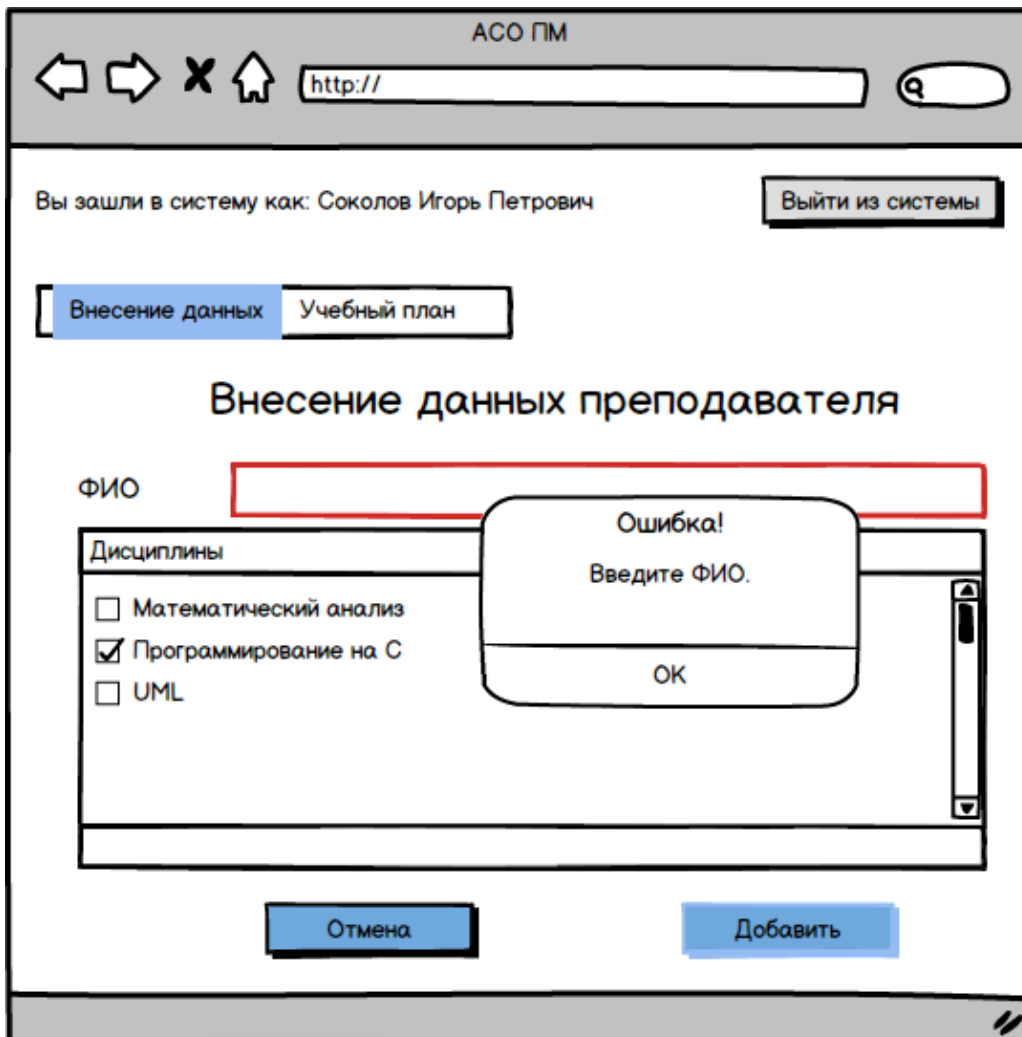 АСО ПМ
http://
Вы зашли в систему как: Соколов Игорь Петрович
Выйти из системы
Внесение данных
Учебный план
Внесение данных преподавателя
ФИО
Ошибка!
Введите ФИО.
OK
Дисциплины
Математический анализ
Программирование на С
UML
Отмена
Добавить